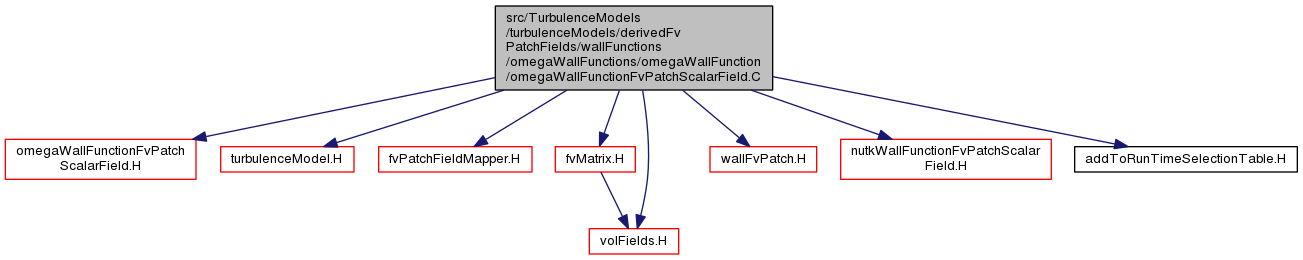 src/TurbulenceModels
/turbulenceModels/derivedFv
PatchFields/wallFunctions
/omegaWallFunctions/omegaWallFunction
/omegaWallFunctionFvPatchScalarField.C
omegaWallFunctionFvPatch
ScalarField.H
turbulenceModel.H
fvPatchFieldMapper.H
fvMatrix.H
wallFvPatch.H
nutkWallFunctionFvPatchScalar
Field.H
addToRunTimeSelectionTable.H
volFields.H